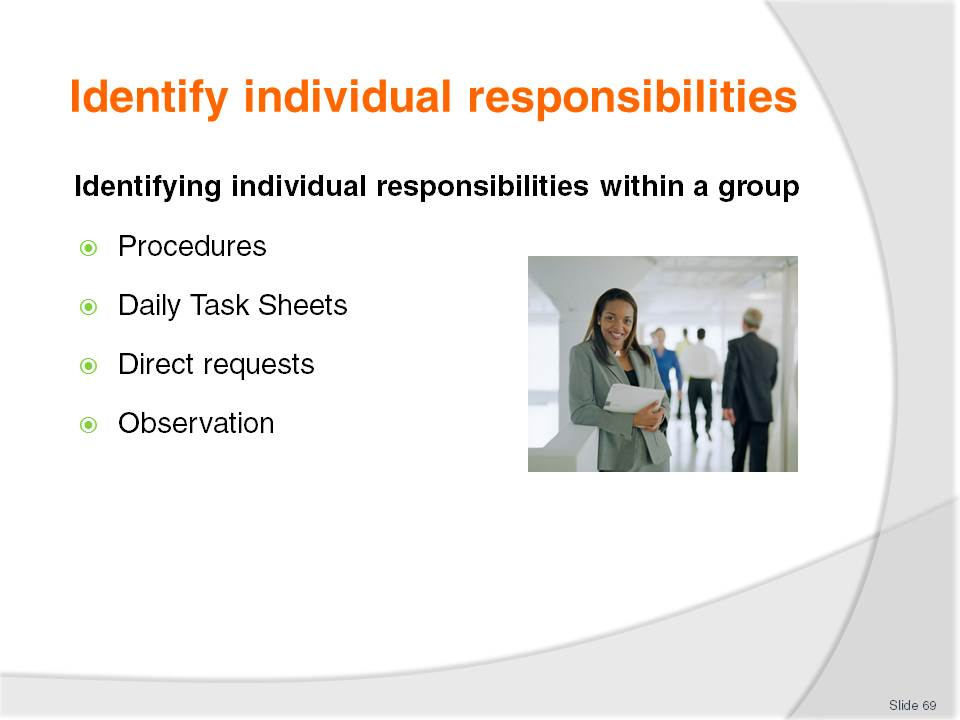 Identify individual responsibilities
Identifying individual responsibilities within a group
Procedures
Daily Task Sheets
Direct requests
Observation
Slide 69